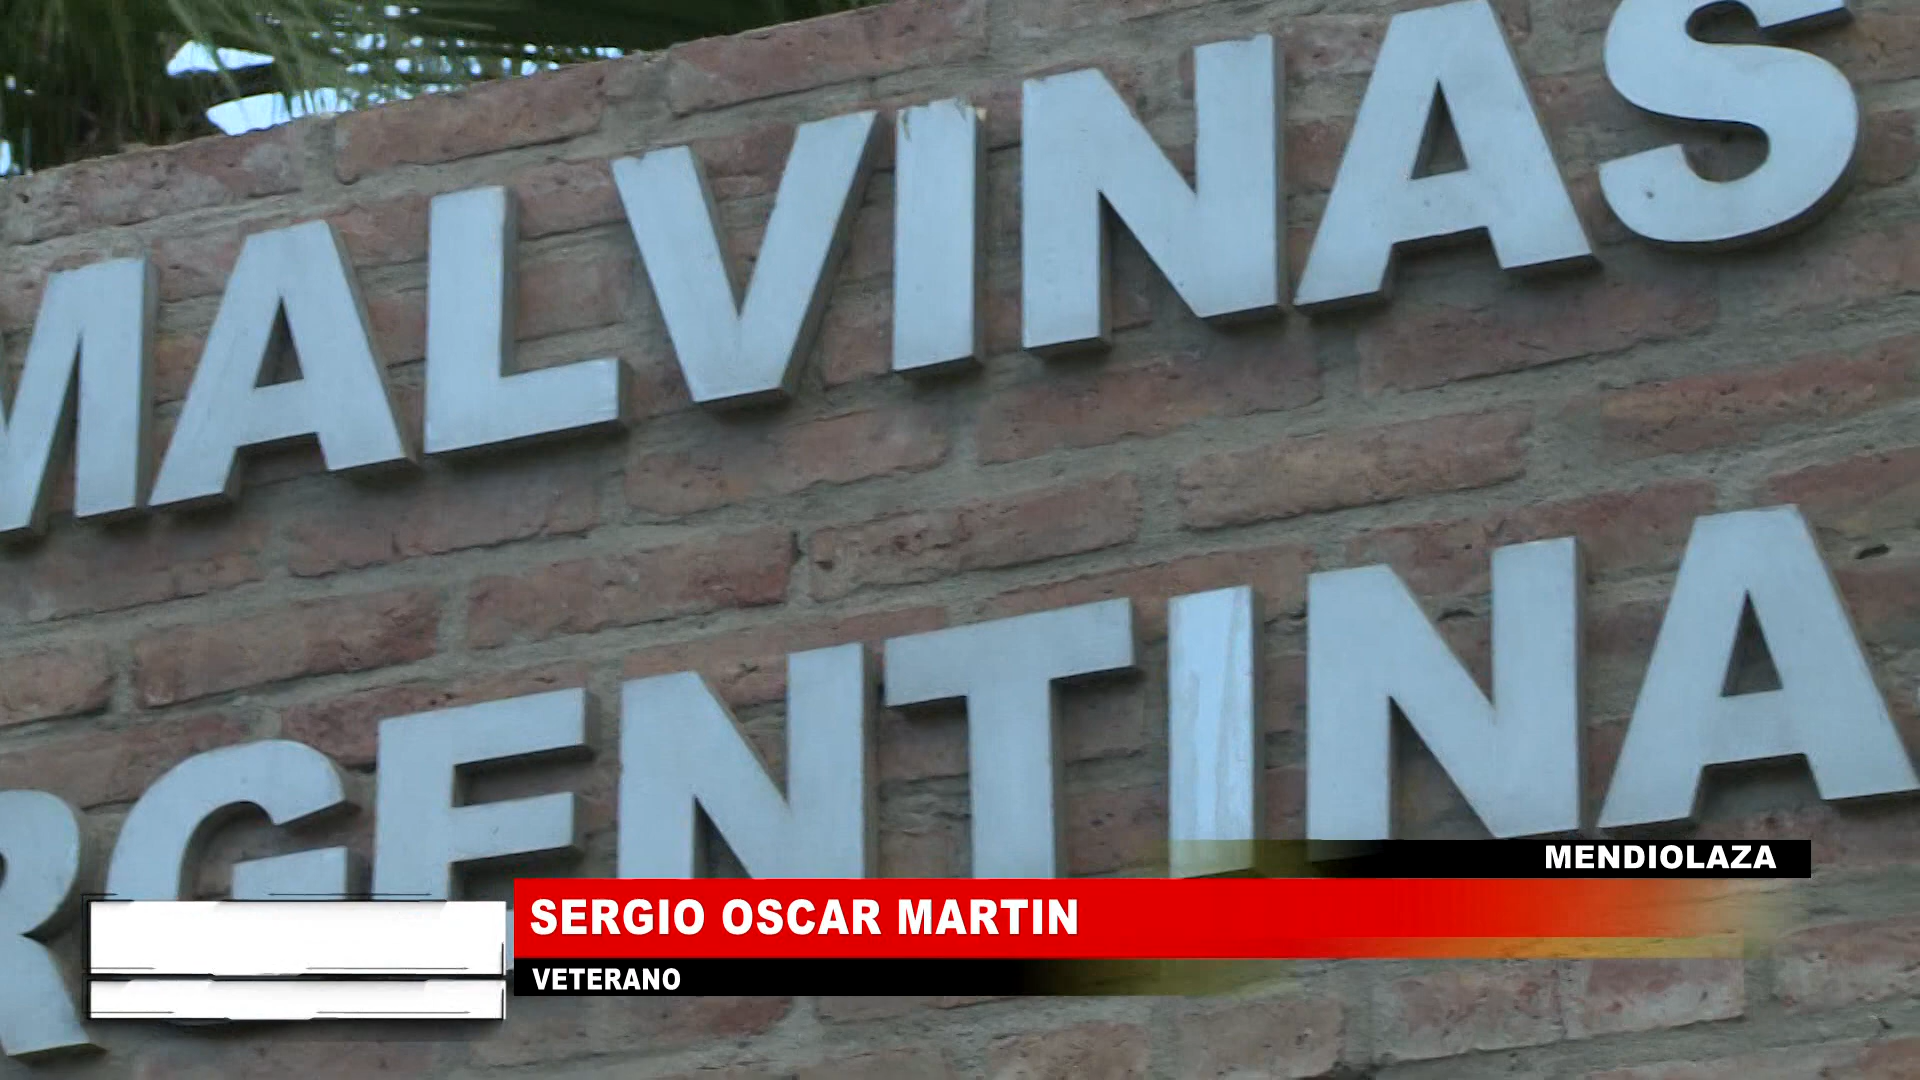 MALVINAS
ARGENTINA
MENDIOLAZA
SERGIO OSCAR MARTIN
VETERANO